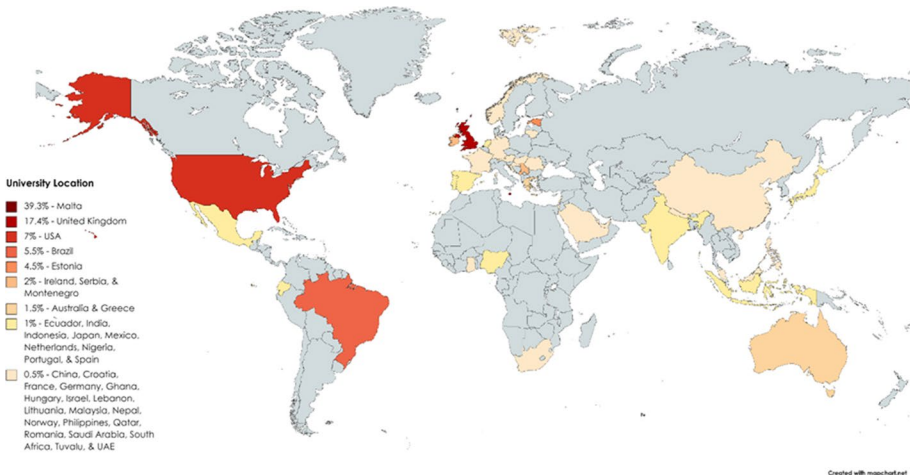 University Location
39.3% - Malta
17.4% - United Kingdom
7% - USA
5.5% - Brazil
4.5% - Estonia
2% - Ireland, Serbia, &
Montenegro
1.5% - Australia & Greece
1% - Ecuador, India,
Indonesia, Japan, Mexico,
Netherlands, Nigeria,
Portugal, & Spain
0.5% - China, Croatia,
France, Germany, Ghana,
Hungary, Israel, Lebanon,
Lithuania, Malaysia, Nepal,
Norway, Philippines, Qatar,
Romania, Saudi Arabia, South
Africa, Tuvalu, & UAE
Created with mapchart.net